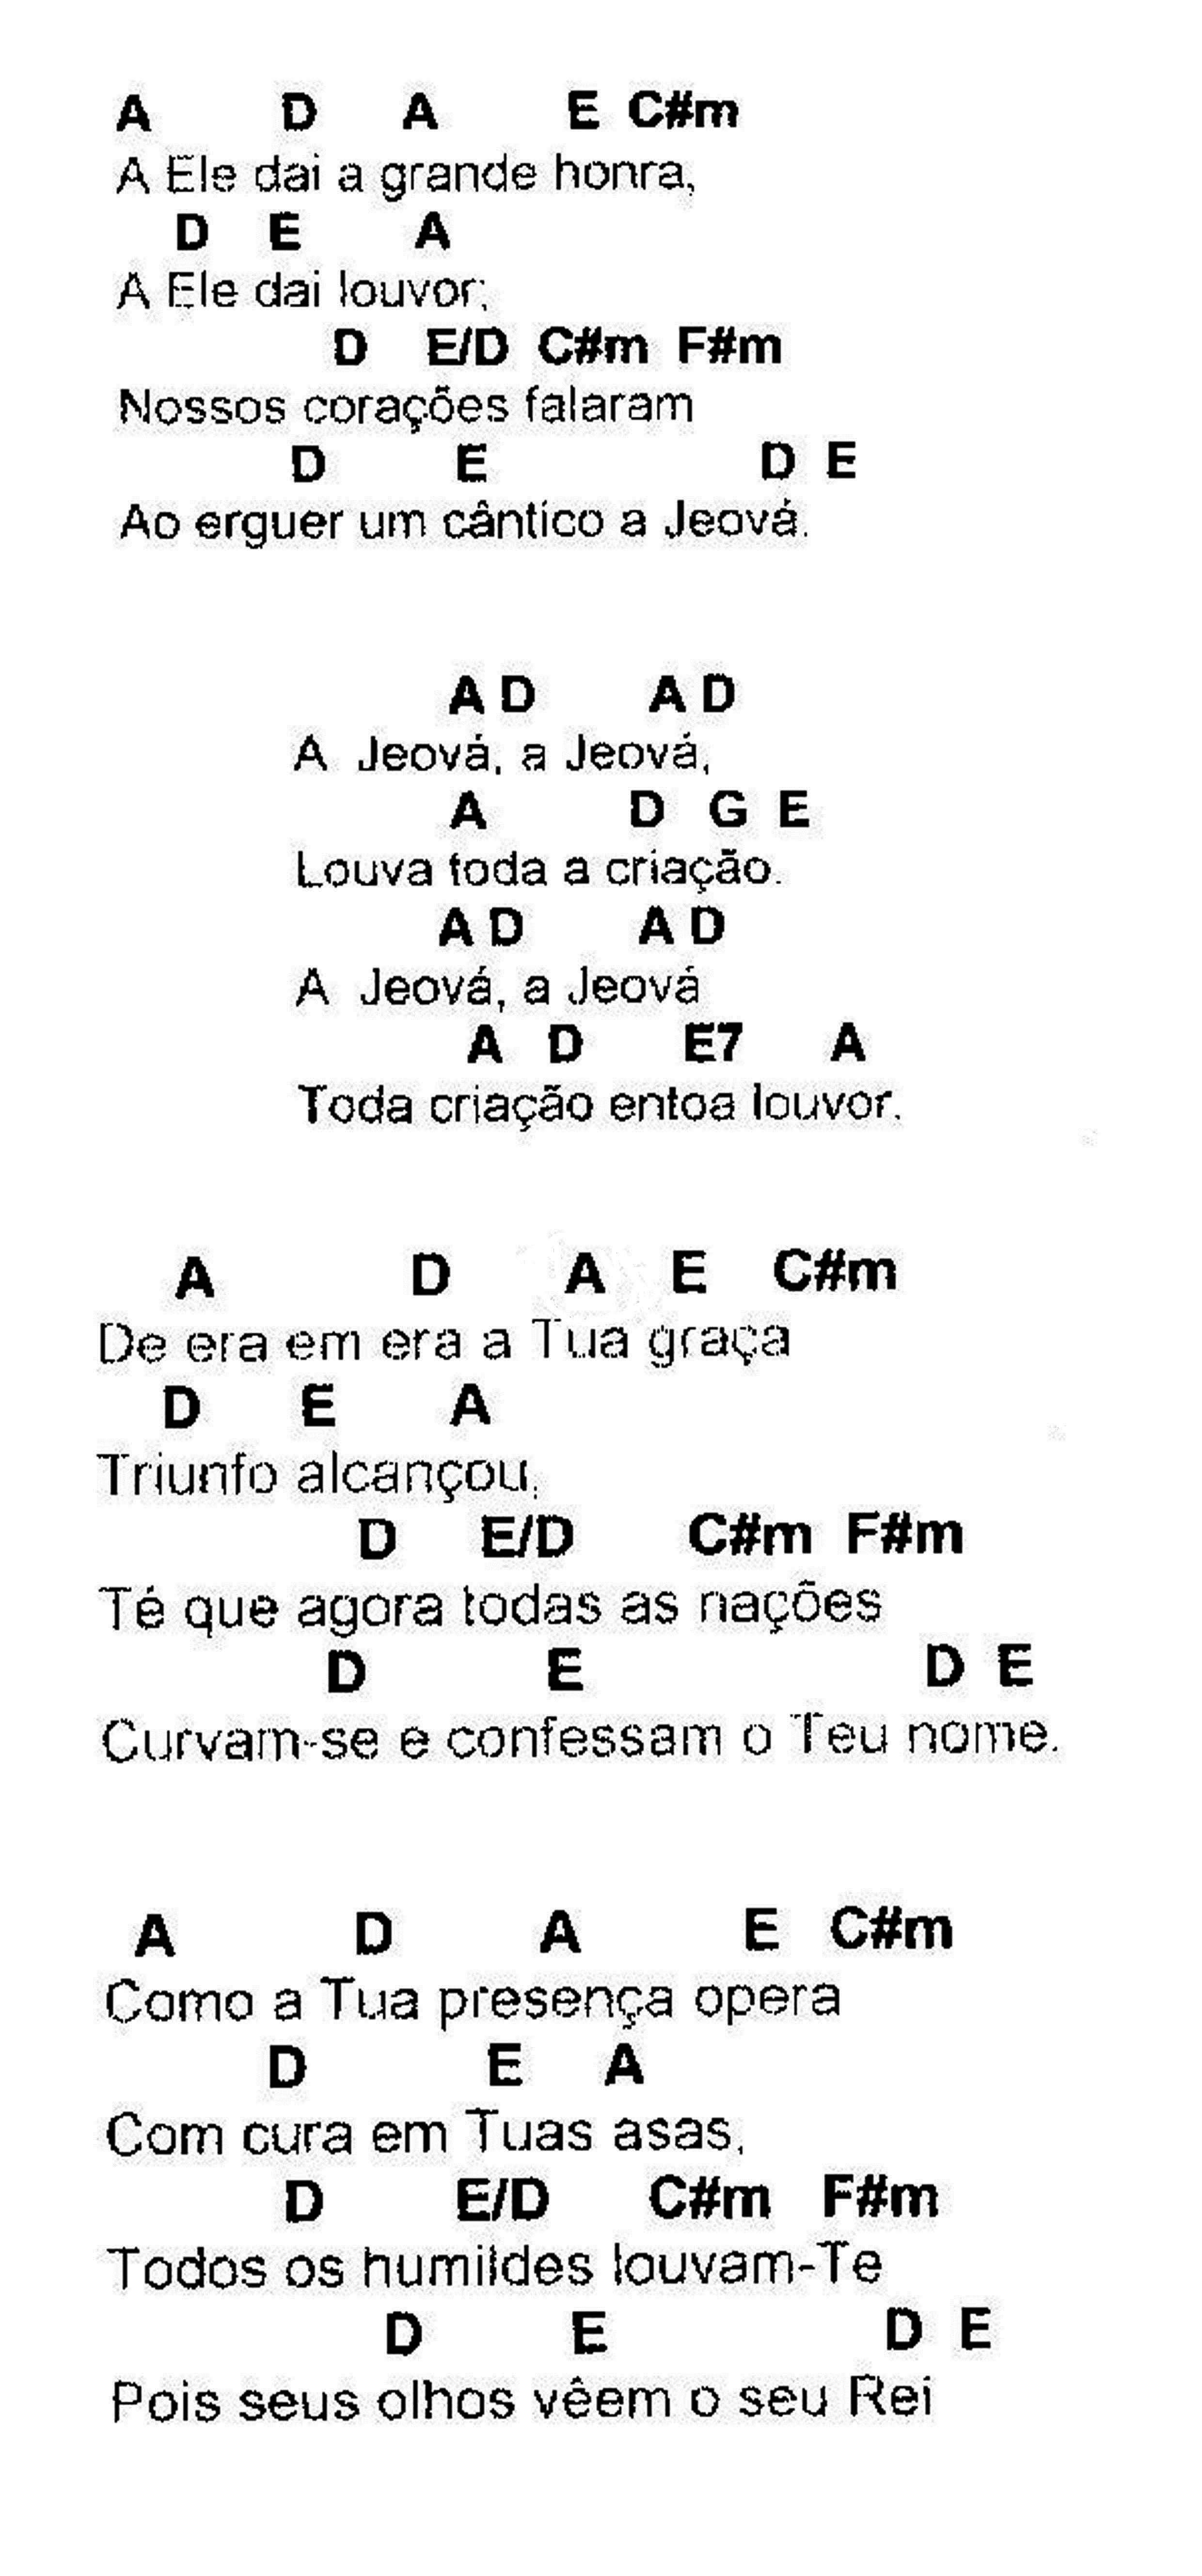 A D A E C#m
A Ele dai a grande honra,
D E A
A Ele dai louvor;
D E/D C#m F#m
Nossos corações falaram
D E D E
Ao erguer um cântico a Jeová.
A D A D
A Jeová, a Jeová,
A D G E
Louva toda a criação.
A D A D
A Jeová, a Jeová
A D E7 A
Toda criação entoa louvor.
A D A E C#m
De era em era a Tua graça
D E A
Triunfo alcançou,
D E/D C#m F#m
Té que agora todas as nações
D E D E
Curvam-se e confessam o Teu nome.
A D A E C#m
Como a Tua presença opera
D E A
Com cura em Tuas asas,
D E/D C#m F#m
Todos os humildes louvam-Te
D E D E
Pois seus olhos vêem o seu Rei